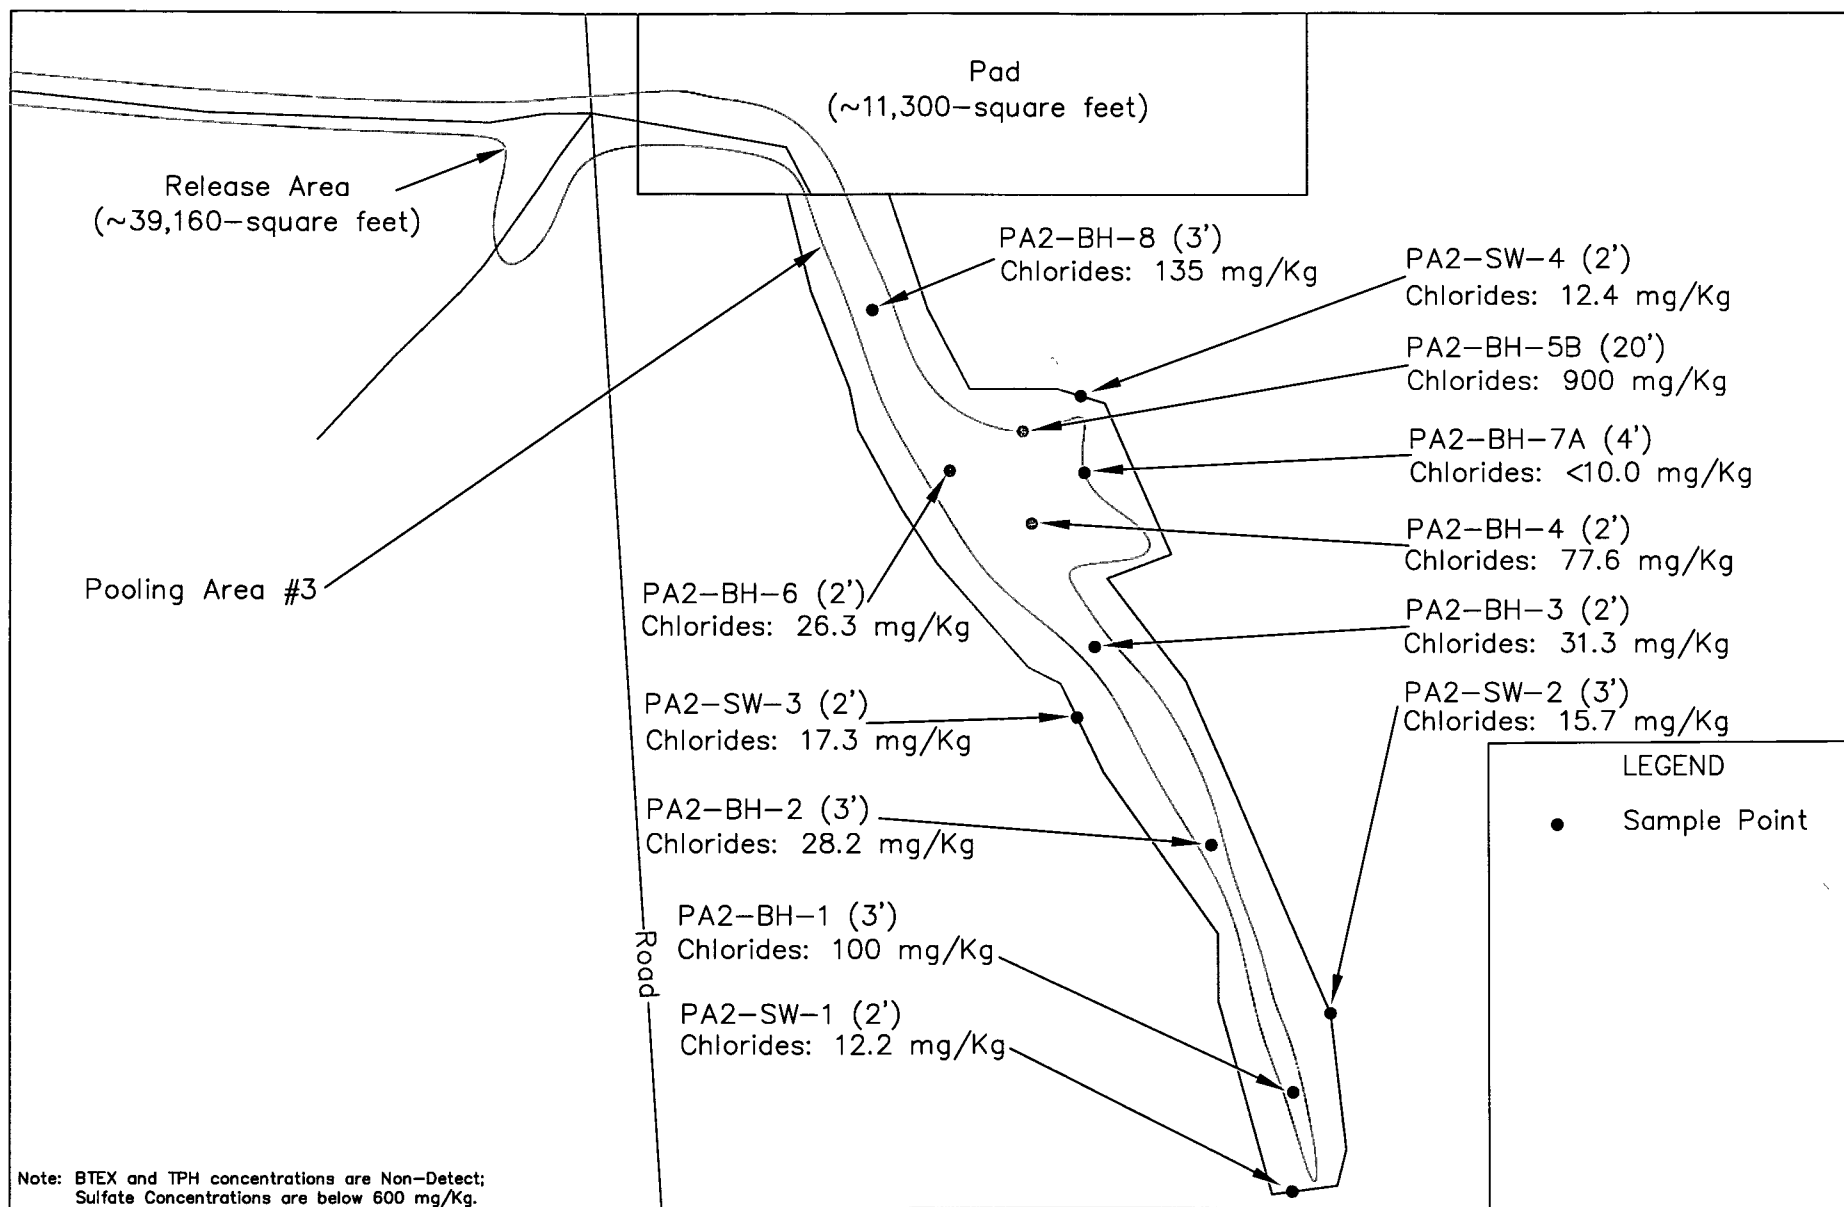 Pad
(~11,300-square feet)
Release Area
(~39,160-square feet)
PA2-BH-8 (3')
Chlorides: 135 mg/Kg
PA2-SW-4 (2')
Chlorides: 12.4 mg/Kg
PA2-BH-5B (20')
Chlorides: 900 mg/Kg
PA2-BH-7A (4')
Chlorides: <10.0 mg/Kg
PA2-BH-4 (2')
Chlorides: 77.6 mg/Kg
Pooling Area #3
PA2-BH-6 (2')
Chlorides: 26.3 mg/Kg
PA2-BH-3 (2')
Chlorides: 31.3 mg/Kg
PA2-SW-3 (2')
Chlorides: 17.3 mg/Kg
PA2-SW-2 (3')
Chlorides: 15.7 mg/Kg
LEGEND
Sample Point
PA2-BH-2 (3')
Chlorides: 28.2 mg/Kg
PA2-BH-1 (3')
Chlorides: 100 mg/Kg
Road
PA2-SW-1 (2')
Chlorides: 12.2 mg/Kg
Note: BTEX and TPH concentrations are Non-Detect;
Sulfate Concentrations are below 600 mg/Kg.